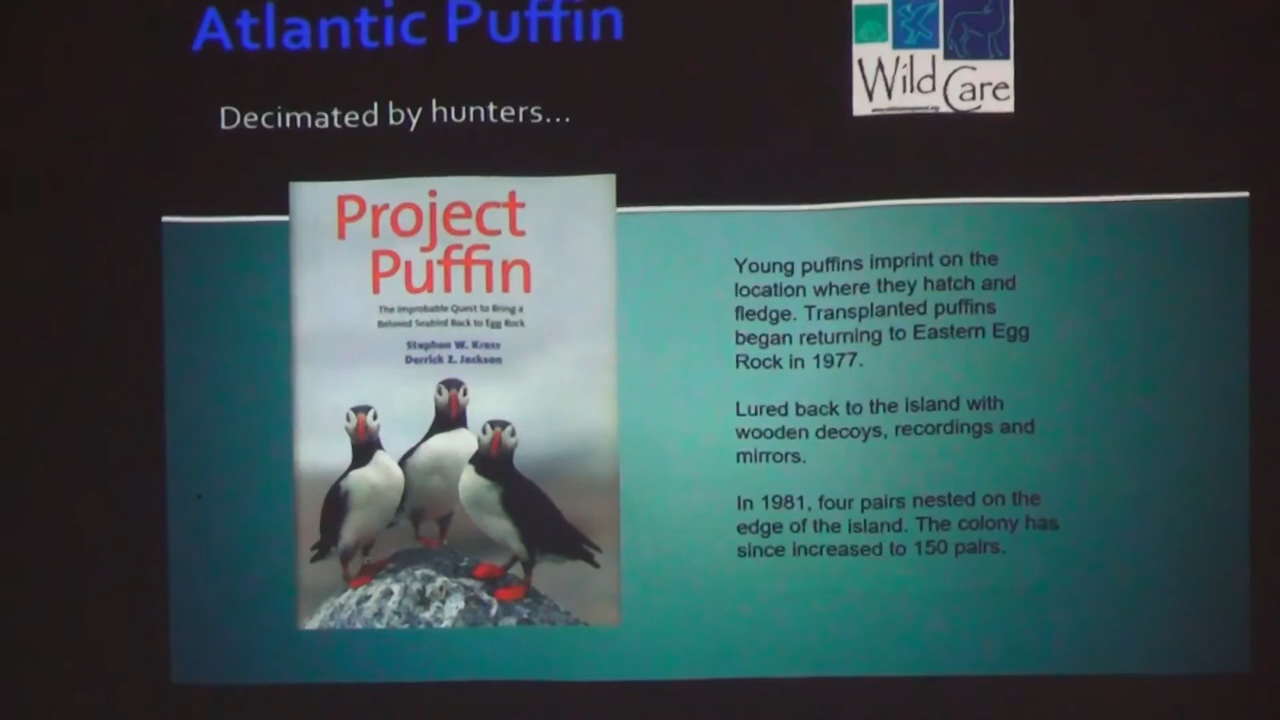 Atlantic Puffin
Wild Care
Decimated by hunters...
Project
Puffin
The Improbable Quest to Bring a
Beloved Seabird Back to Egg Rock
Stephen W. Kress
Derrick Z. Jackson
Young puffins imprint on the
location where they hatch and
fledge. Transplanted puffins
began returning to Eastern Egg
Rock in 1977.
Lured back to the island with
wooden decoys, recordings and
mirrors.
In 1981, four pairs nested on the
edge of the island. The colony has
since increased to 150 pairs.